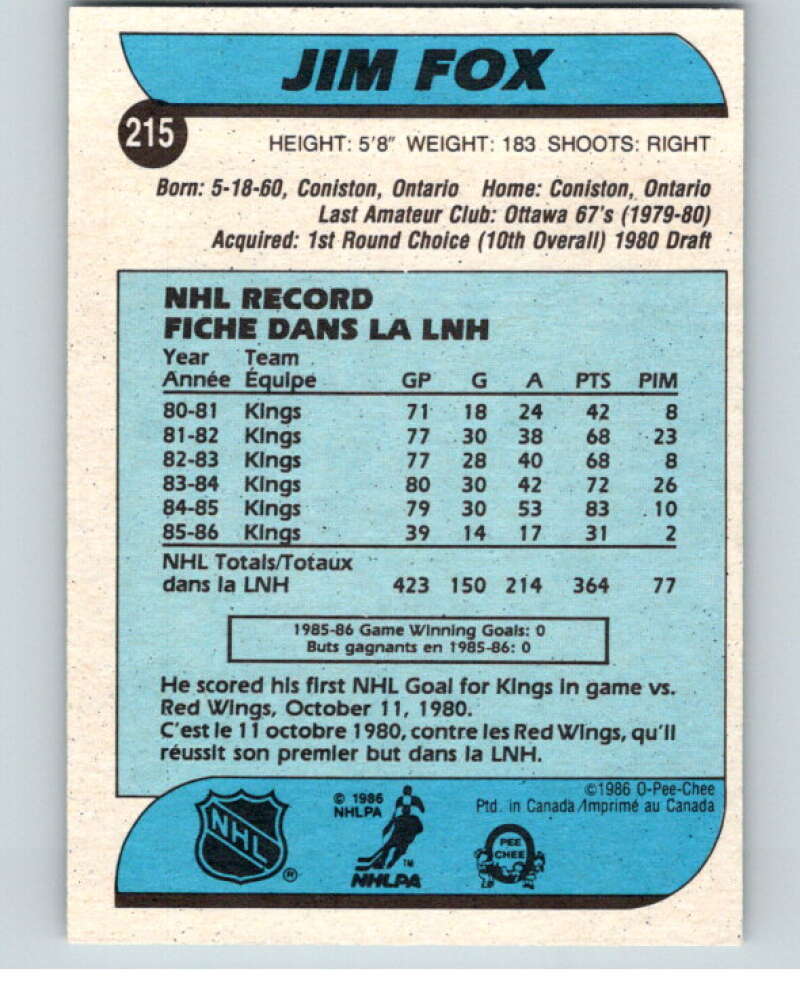 JIM FOX
215
HEIGHT: 5'8" WEIGHT: 183 SHOOTS: RIGHT
Born: 5-18-60, Coniston, Ontario Home: Coniston, Ontario
Last Amateur Club: Ottawa 67's (1979-80)
Acquired: 1st Round Choice (10th Overall) 1980 Draft
NHL RECORD
FICHE DANS LA LNH
Year Team
Année Équipe GP G A PTS PIM
80-81 Kings 71 18 24 42 8
81-82 Kings 77 30 38 68 23
82-83 Kings 77 28 40 68 8
83-84 Kings 80 30 42 72 26
84-85 Kings 79 30 53 83 10
85-86 Kings 39 14 17 31 2
NHL Totals/Totaux
dans la LNH 423 150 214 364 77
1985-86 Game Winning Goals: 0
Buts gagnants en 1985-86: 0
He scored his first NHL Goal for Kings in game vs.
Red Wings, October 11, 1980.
C'est le 11 octobre 1980, contre les Red Wings, qu'il
réussit son premier but dans la LNH.
©1986 O-Pee-Chee
Ptd. in Canada/Imprimé au Canada
© 1986
NHLPA
NHL
®
TM
NHLPA
PEE
CHEE